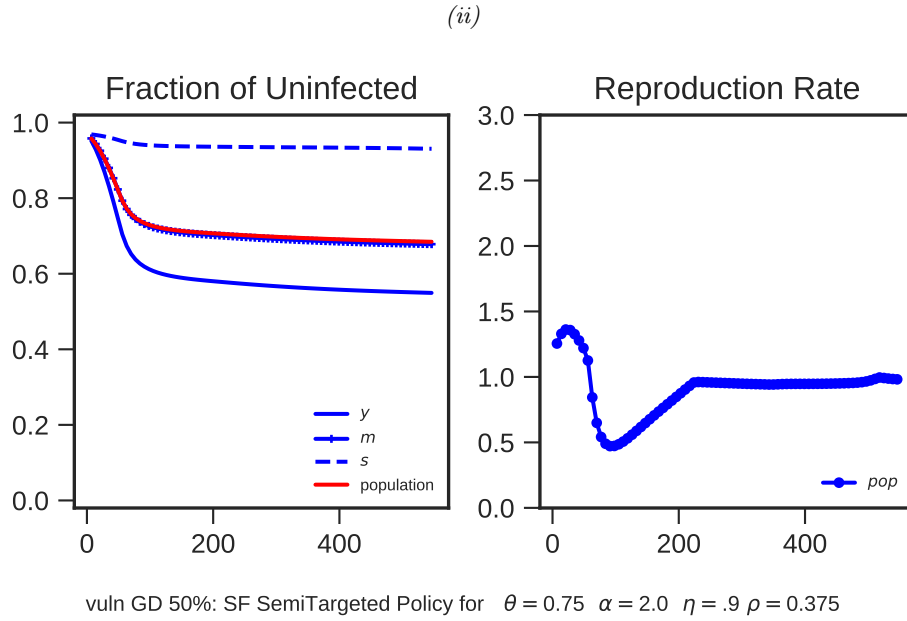 (ii)
Fraction of Uninfected
1.0
0.8
0.6
0.4
0.2
0.0
0
200
400
y
m
s
population
Reproduction Rate
3.0
2.5
2.0
1.5
1.0
0.5
0.0
0
200
400
pop
vuln GD 50%: SF SemiTargeted Policy for θ = 0.75 α = 2.0 η = .9 ρ = 0.375